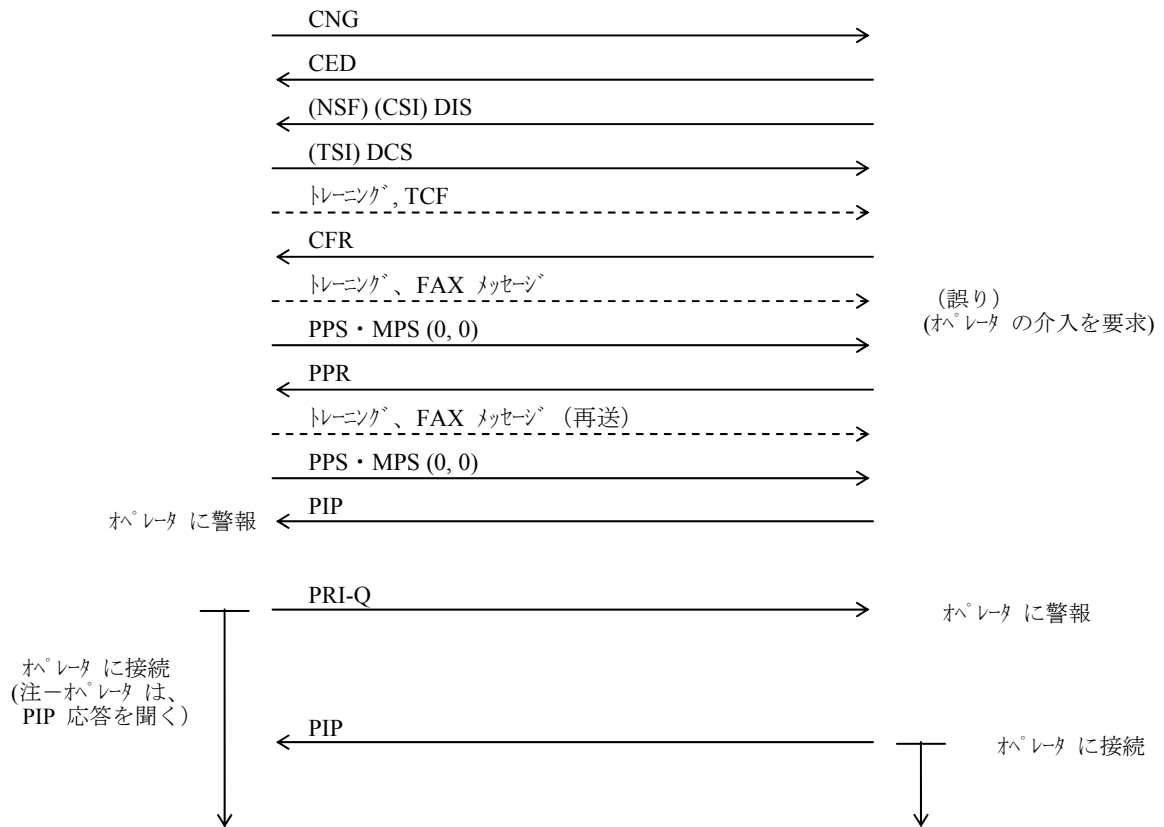 CNG
CED
(NSF) (CSI) DIS
(TSI) DCS
ﾄﾚｰﾆﾝｸﾞ, TCF
CFR
ﾄﾚｰﾆﾝｸﾞ、FAX ﾒｯｾｰｼﾞ
（誤り）
(ｵﾍﾟﾚｰﾀ の介入を要求)
PPS・MPS (0, 0)
PPR
ﾄﾚｰﾆﾝｸﾞ、FAX ﾒｯｾｰｼﾞ（再送）
PPS・MPS (0, 0)
PIP
ｵﾍﾟﾚｰﾀ に警報
PRI-Q
ｵﾍﾟﾚｰﾀ に警報
ｵﾍﾟﾚｰﾀ に接続
(注－ｵﾍﾟﾚｰﾀ は、
PIP 応答を聞く）
PIP
ｵﾍﾟﾚｰﾀ に接続